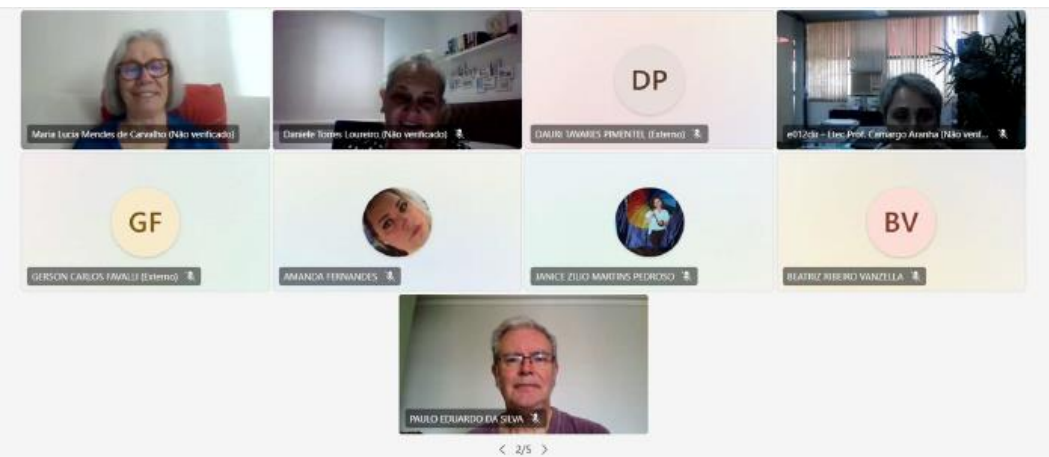 Maria Lucia Mendes de Carvalho (Não verificado)
Daniele Torres Loureiro (Não verificado)
DP
DAURI TAVARES PIMENTEL (Externo)
e012dir - Etec Prof. Camargo Aranha (Não verif...
GF
GERSON CARLOS FAVALLI (Externo)
AMANDA FERNANDES
JANICE ZILIO MARTINS PEDROSO
BV
BEATRIZ RIBEIRO VANZELLA
PAULO EDUARDO DA SILVA
< 2/5 >